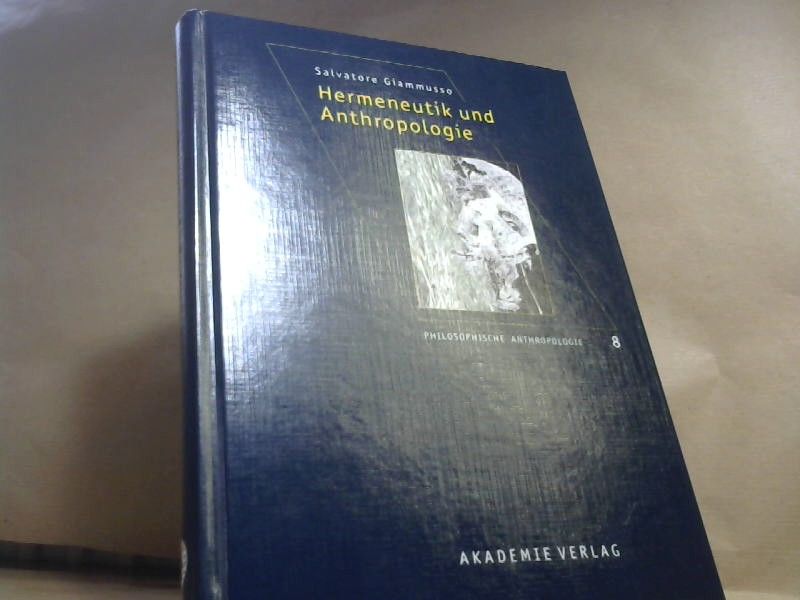 Salvatore Giammusso
Hermeneutik und
Anthropologie
PHILOSOPHISCHE ANTHROPOLOGIE 8
AKADEMIE VERLAG